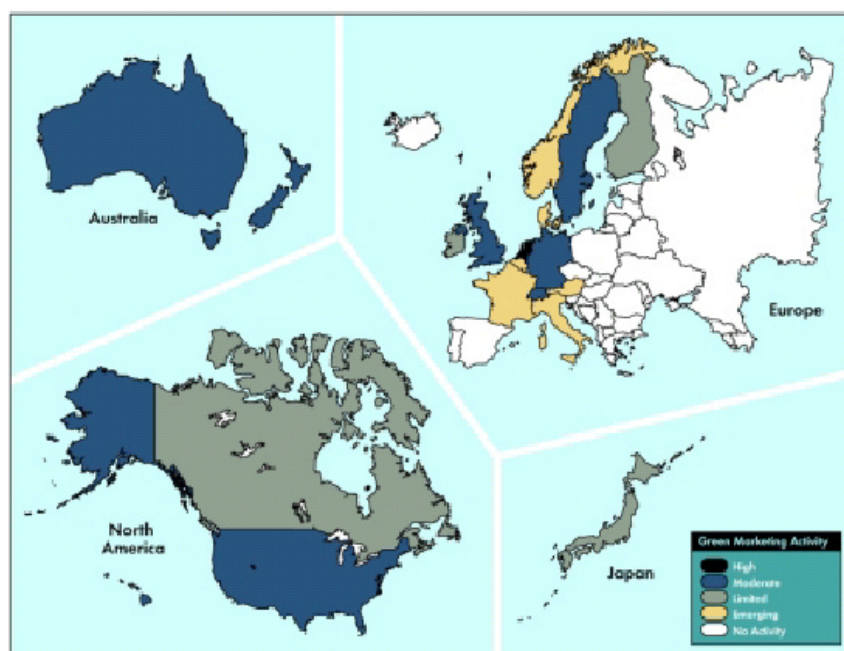 Australia
Europe
North
America
Japan
Green Marketing Activity
High
Moderate
Limited
Emerging
No Activity